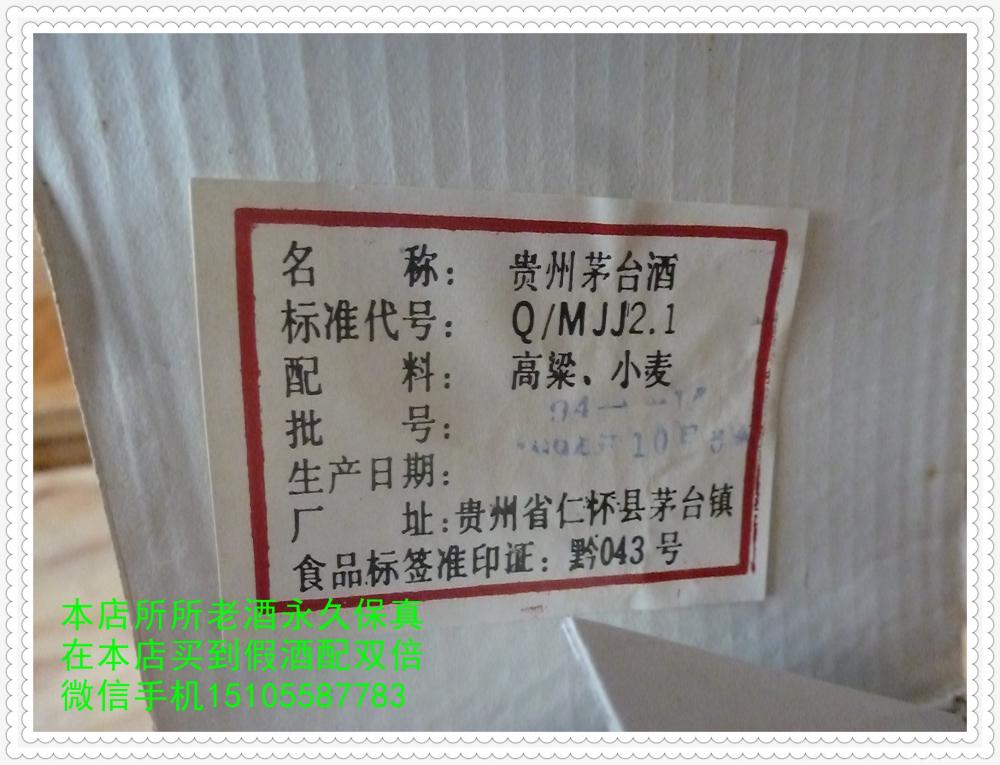 名 称： 贵州茅台酒
标准代号： Q/MJJ2.1
配 料： 高粱、小麦
批 号： 94-
生产日期： 10月
厂 址：贵州省仁怀县茅台镇
食品标签准印证：黔043号
本店所所老酒永久保真
在本店买到假酒配双倍
微信手机15105587783